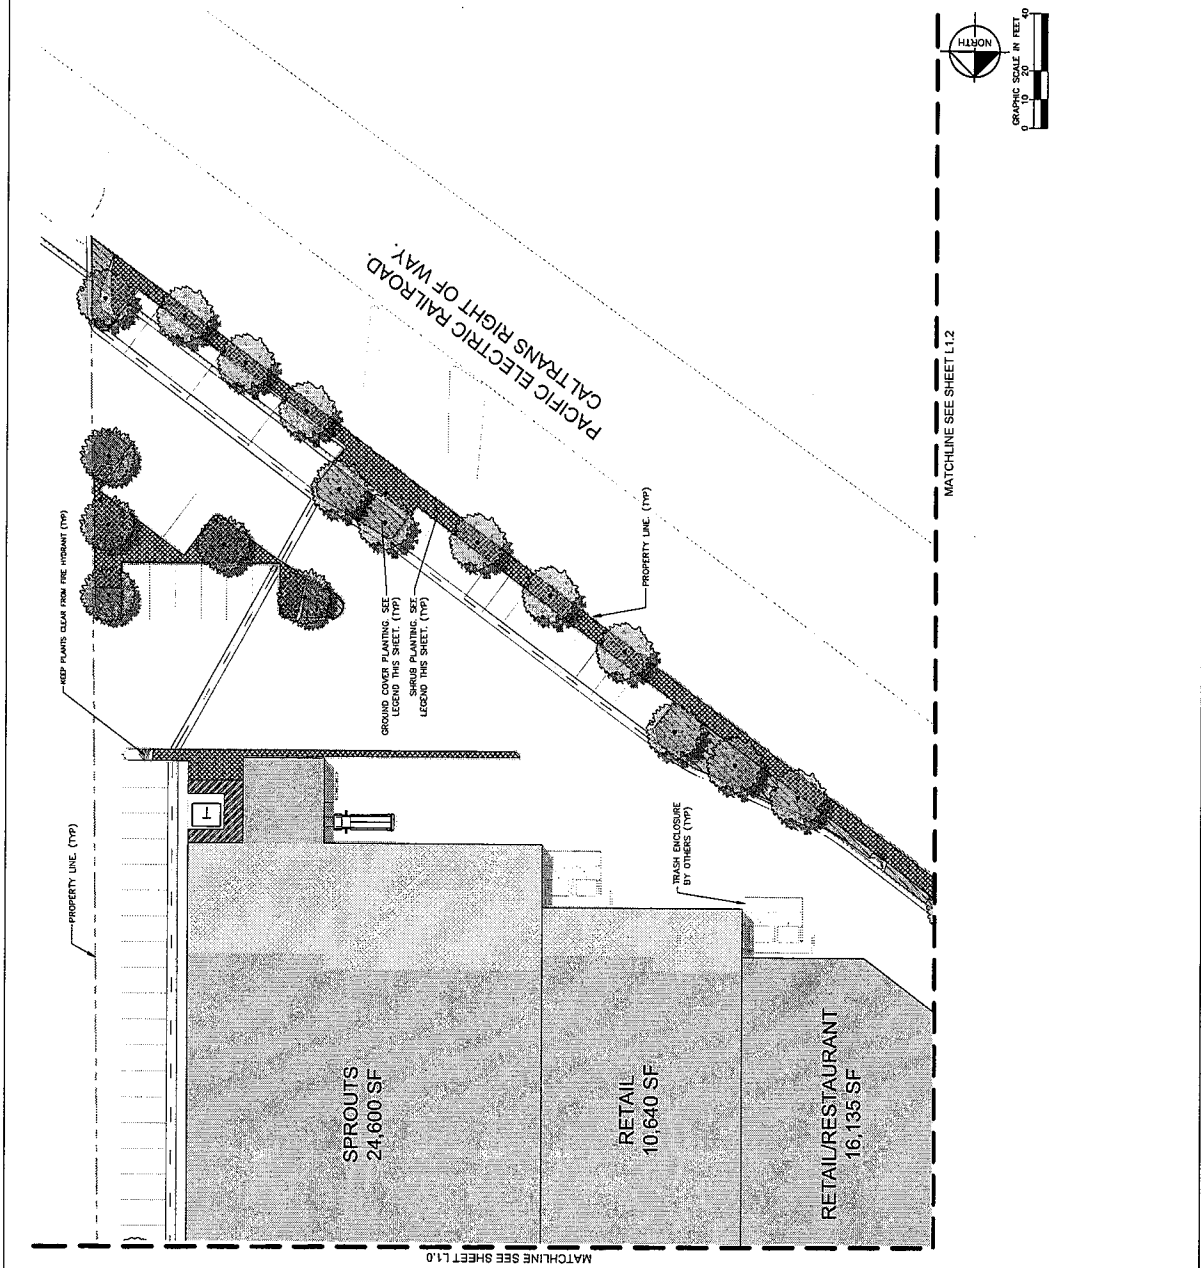 NORTH
GRAPHIC SCALE IN FEET
0 10 20 40
MATCHLINE SEE SHEET L1.2
PACIFIC ELECTRIC RAILROAD.
CALTRANS RIGHT OF WAY.
KEEP PLANTS CLEAR FROM FIRE HYDRANT (TYP)
GROUND COVER PLANTING. SEE
LEGEND THIS SHEET. (TYP)
SHRUB PLANTING. SEE
LEGEND THIS SHEET. (TYP)
PROPERTY LINE. (TYP)
PROPERTY LINE. (TYP)
TRASH ENCLOSURE
BY OTHERS (TYP)
T
SPROUTS
24,600 SF
RETAIL
10,640 SF
RETAIL/RESTAURANT
16,135 SF
MATCHLINE SEE SHEET L1.0